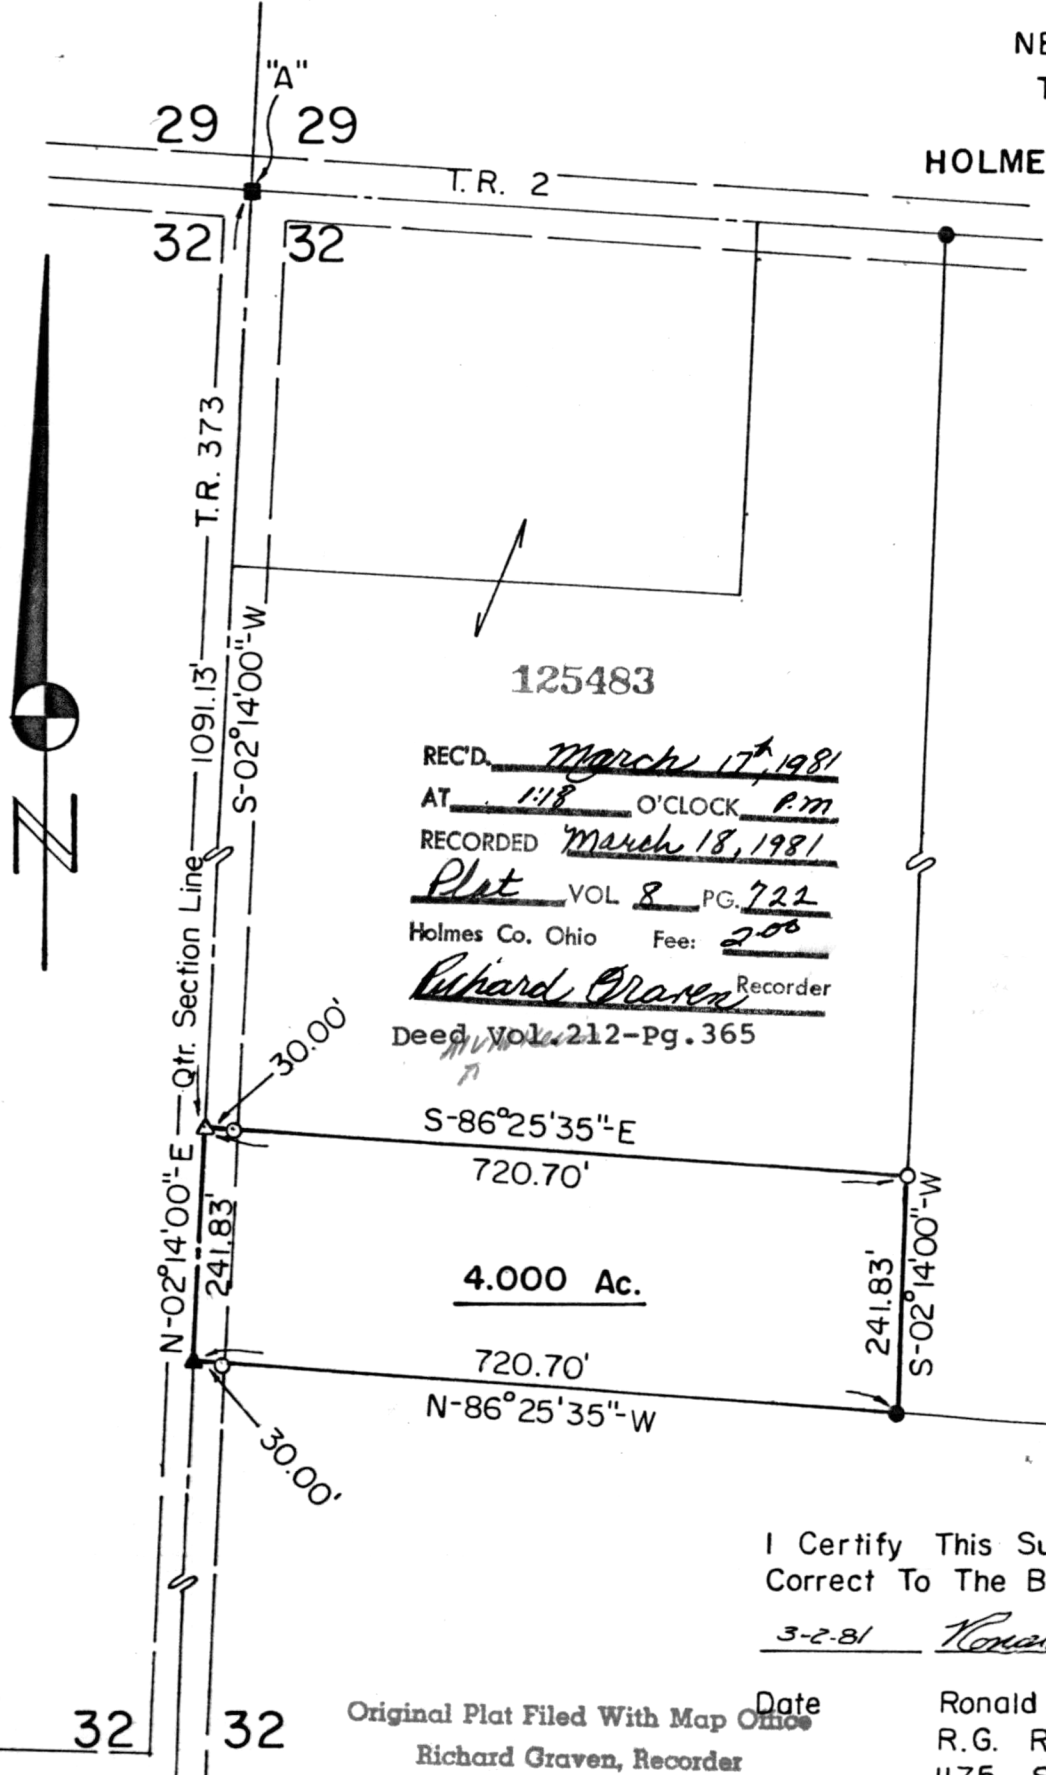 NE
"A"
T
29 29
HOLME
T.R. 2
32 32
T.R. 373
1091.13'
S-02°14'00"-W
125483
REC'D. March 17th, 1981
AT 1:18 O'CLOCK P.M
RECORDED March 18, 1981
Plat VOL 8 PG. 722
Holmes Co. Ohio Fee: 2.00
Richard Graven Recorder
Deed Vol. 212-Pg.365
Qtr. Section Line
30.00'
S-86°25'35"-E
720.70'
N-02°14'00"-E
241.83'
4.000 Ac.
241.83'
S-02°14'00"-W
720.70'
N-86°25'35"-W
30.00'
N
I Certify This Su
Correct To The B
3-2-81 Ronal
Date Ronald
R.G. R
1175 S
32 32
Original Plat Filed With Map Office
Richard Graven, Recorder